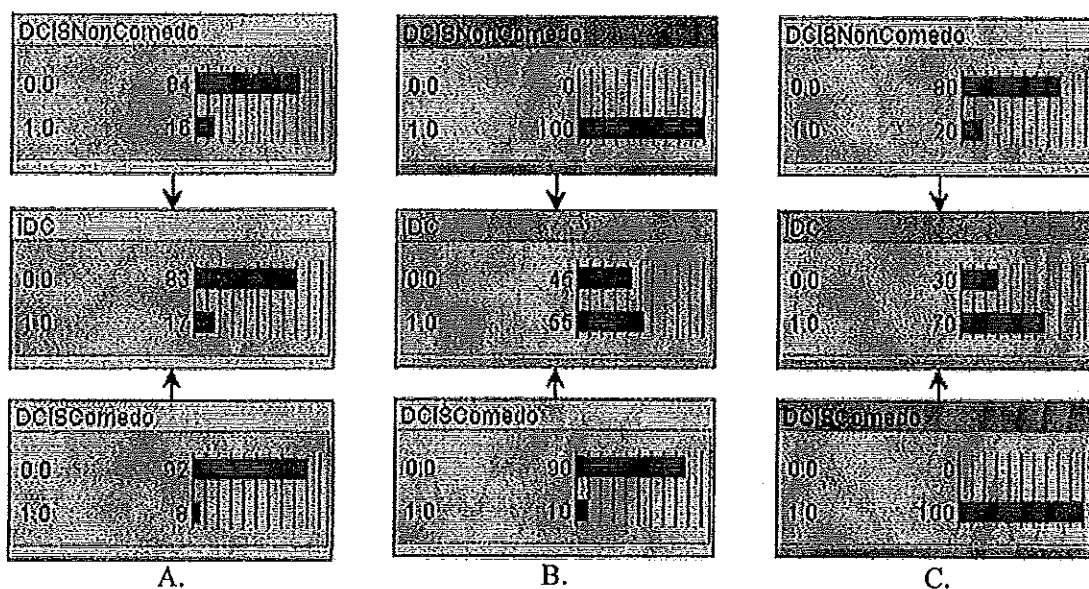 DCISNonComedo
0.0 84
1.0 16
IDC
0.0 83
1.0 17
DCISComedo
0.0 92
1.0 8
A.
DCISNonComedo
0.0 0
1.0 100
IDC
0.0 46
1.0 55
DCISComedo
0.0 90
1.0 10
B.
DCISNonComedo
0.0 80
1.0 20
IDC
0.0 30
1.0 70
DCISComedo
0.0 0
1.0 100
C.